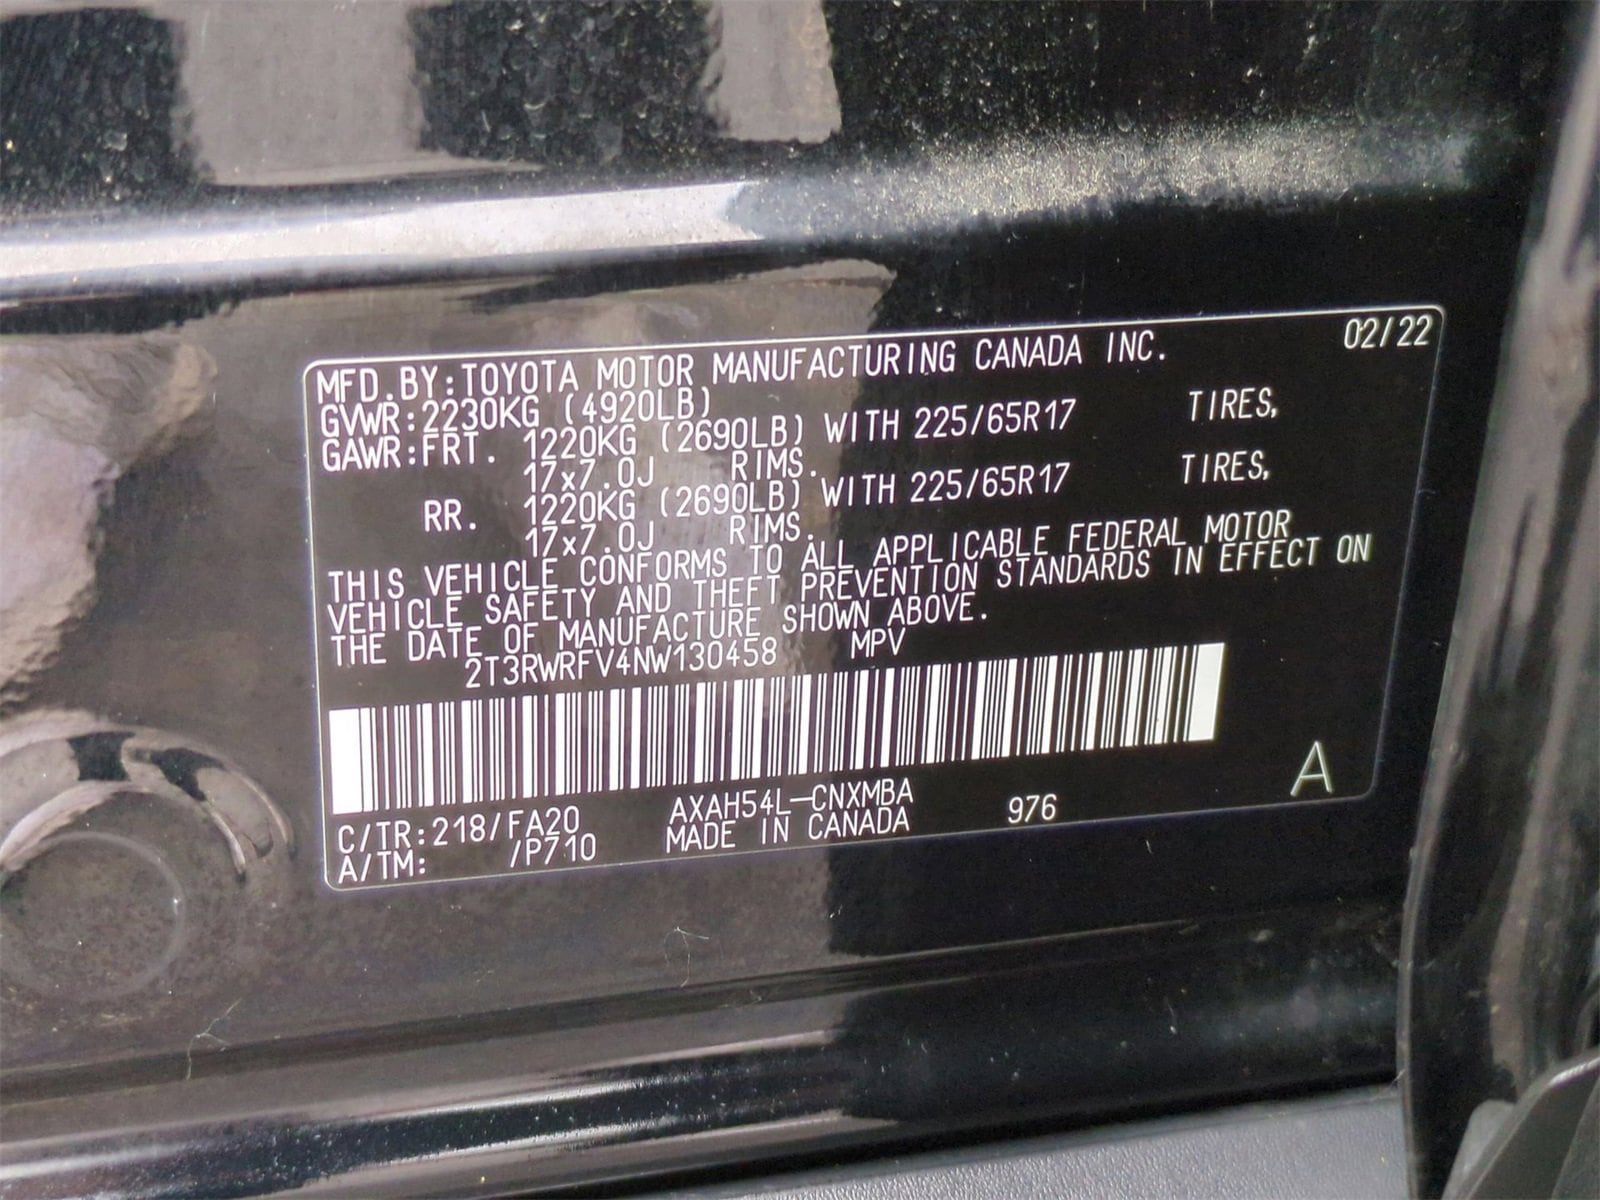 02/22
MFD.BY:TOYOTA MOTOR MANUFACTURING CANADA INC.
GVWR:2230KG (4920LB)
GAWR:FRT. 1220KG (2690LB) WITH 225/65R17 TIRES,
17x7.0J RIMS.
RR. 1220KG (2690LB) WITH 225/65R17 TIRES,
17x7.0J RIMS.
THIS VEHICLE CONFORMS TO ALL APPLICABLE FEDERAL MOTOR
VEHICLE SAFETY AND THEFT PREVENTION STANDARDS IN EFFECT ON
THE DATE OF MANUFACTURE SHOWN ABOVE.
2T3RWRFV4NW130458 MPV
C/TR:218/FA20 AXAH54L-CNXMBA 976 A
A/TM: /P710 MADE IN CANADA